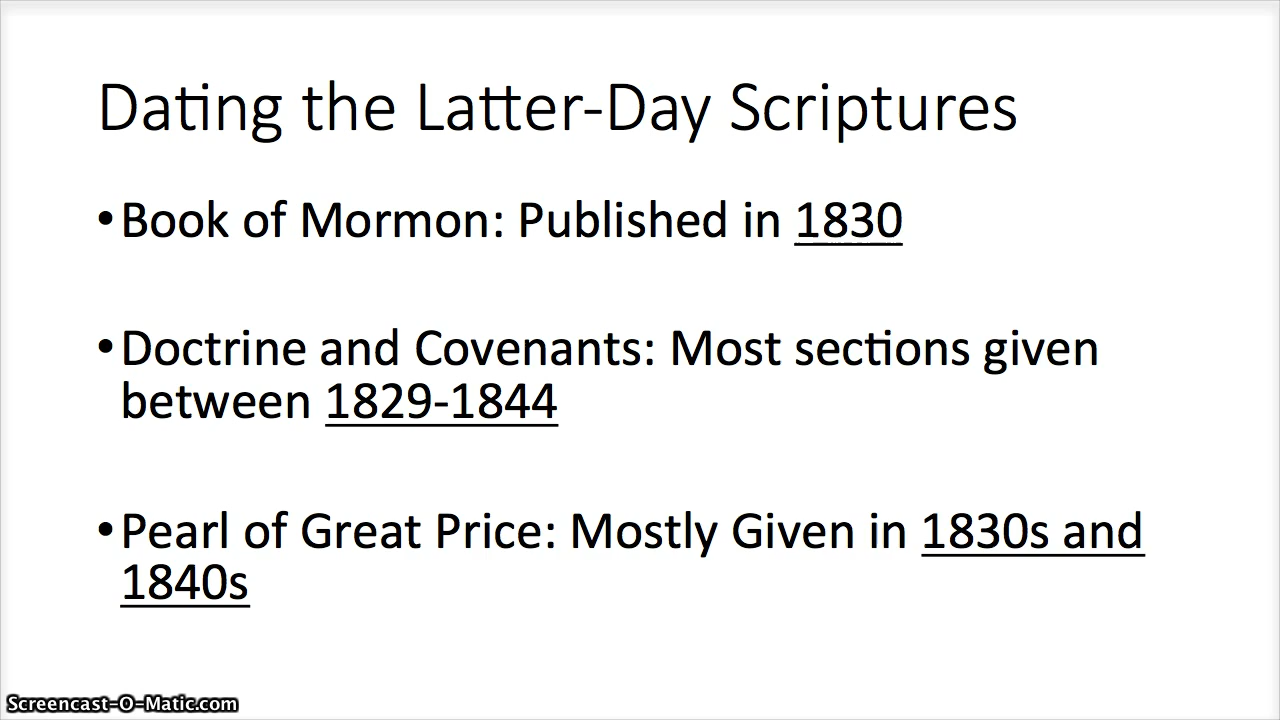 Dating the Latter-Day Scriptures
•Book of Mormon: Published in 1830
•Doctrine and Covenants: Most sections given
between 1829-1844
•Pearl of Great Price: Mostly Given in 1830s and
1840s
Screencast-O-Matic.com